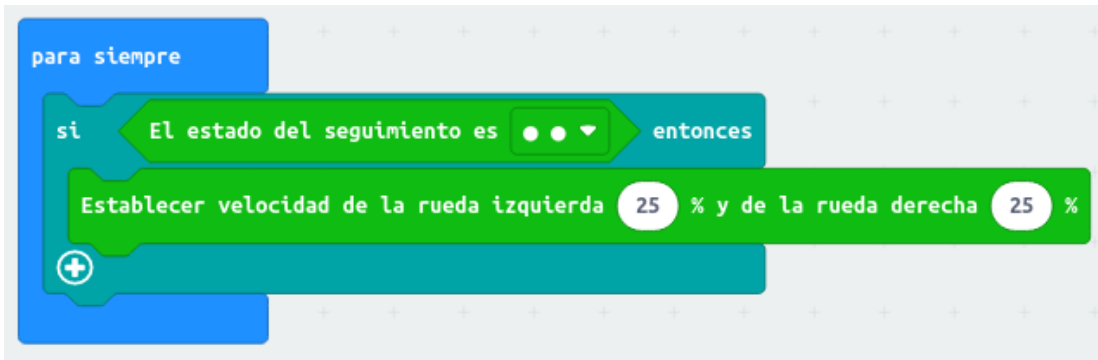 para siempre
si El estado del seguimiento es entonces
Establecer velocidad de la rueda izquierda 25 % y de la rueda derecha 25 %